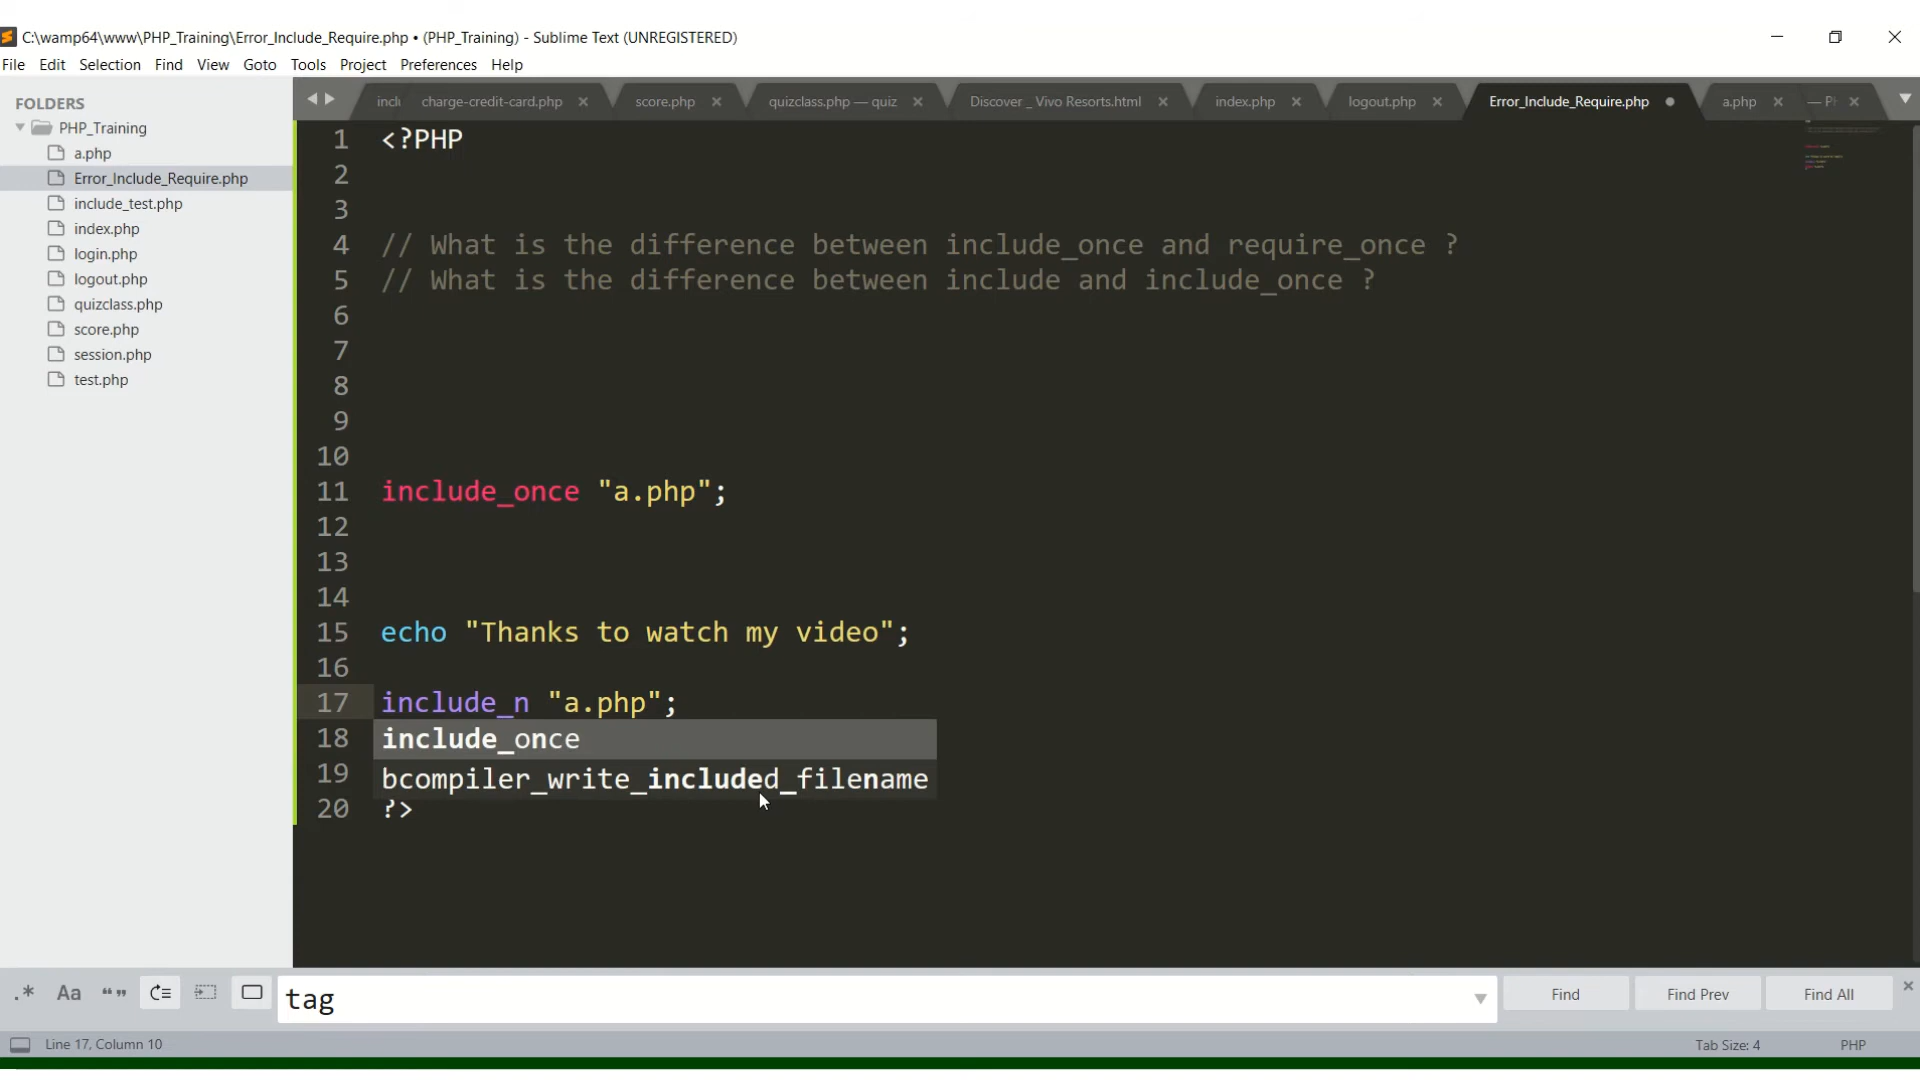 C:\wamp64\www\PHP_Training\Error_Include_Require.php • (PHP_Training) - Sublime Text (UNREGISTERED)
File Edit Selection Find View Goto Tools Project Preferences Help
FOLDERS
PHP_Training
a.php
Error_Include_Require.php
include_test.php
index.php
login.php
logout.php
quizclass.php
score.php
session.php
test.php
inclu charge-credit-card.php score.php quizclass.php — quiz Discover _ Vivo Resorts.html index.php logout.php Error_Include_Require.php a.php — PH
1 <?PHP
2
3
4 // What is the difference between include_once and require_once ?
5 // What is the difference between include and include_once ?
6
7
8
9
10
11 include_once "a.php";
12
13
14
15 echo "Thanks to watch my video";
16
17 include_n "a.php";
18 include_once
19 bcompiler_write_included_filename
20 ?>
.* Aa “” tag Find Find Prev Find All
Line 17, Column 10 Tab Size: 4 PHP